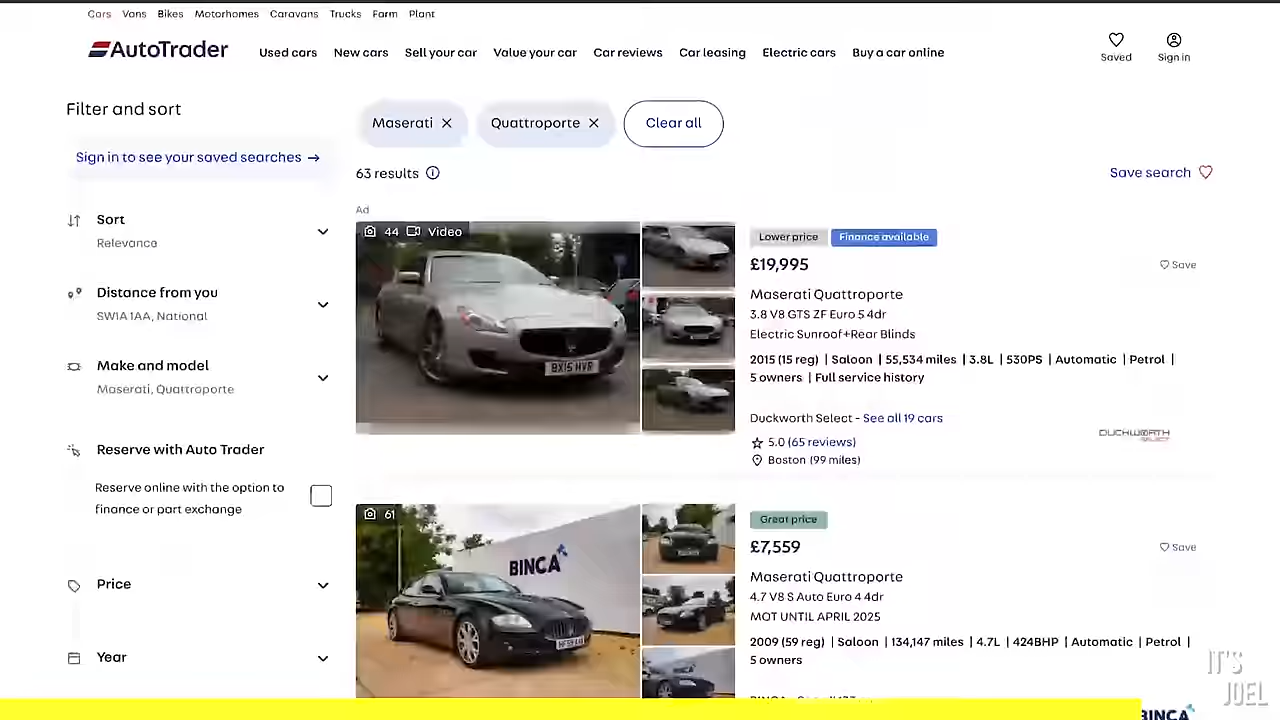 Cars Vans Bikes Motorhomes Caravans Trucks Farm Plant
AutoTrader
Used cars New cars Sell your car Value your car Car reviews Car leasing Electric cars Buy a car online
Saved Sign in
Filter and sort
Sign in to see your saved searches →
Sort
Relevance
Distance from you
SW1A 1AA, National
Make and model
Maserati, Quattroporte
Reserve with Auto Trader
Reserve online with the option to
finance or part exchange
Price
Year
Maserati Quattroporte Clear all
63 results
Save search
Ad
44 Video
BX15 HVR
Lower price Finance available
£19,995
Save
Maserati Quattroporte
3.8 V8 GTS ZF Euro 5 4dr
Electric Sunroof+Rear Blinds
2015 (15 reg) | Saloon | 55,534 miles | 3.8L | 530PS | Automatic | Petrol |
5 owners | Full service history
Duckworth Select - See all 19 cars
5.0 (65 reviews)
Boston (99 miles)
DUCKWORTH
SELECT
61
BINCA
Great price
£7,559
Save
Maserati Quattroporte
4.7 V8 S Auto Euro 4 4dr
MOT UNTIL APRIL 2025
2009 (59 reg) | Saloon | 134,147 miles | 4.7L | 424BHP | Automatic | Petrol |
5 owners
BINCA
IT'S
JOEL